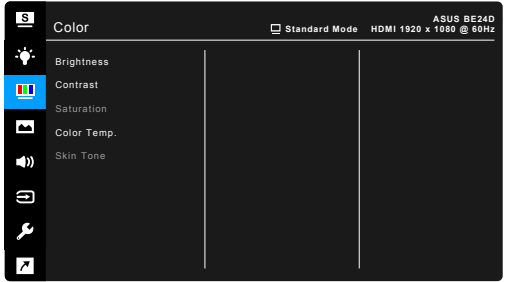 S
Color
Standard Mode
ASUS BE24D
HDMI 1920 x 1080 @ 60Hz
Brightness
Contrast
Saturation
Color Temp.
Skin Tone